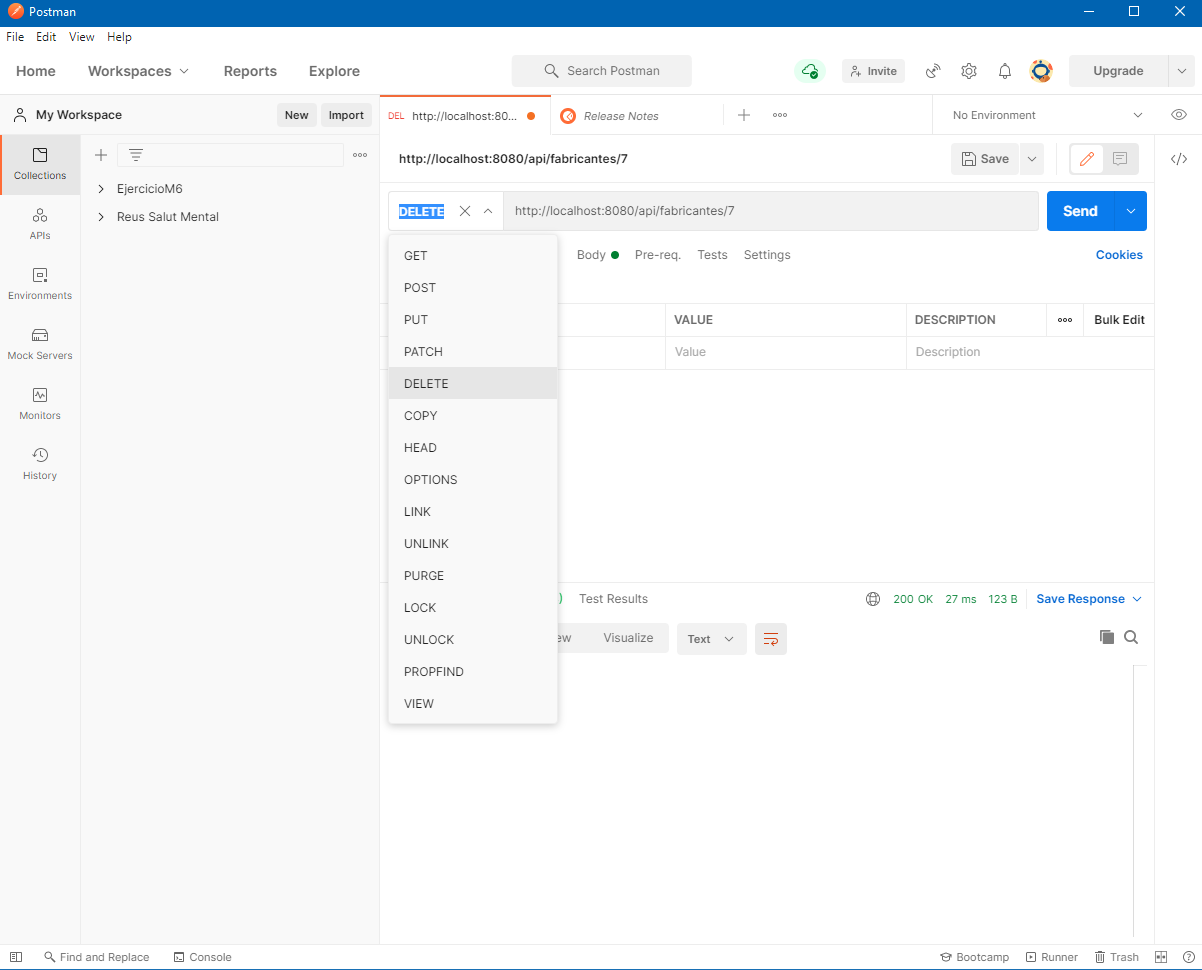 Postman
File Edit View Help
Home Workspaces Reports Explore Search Postman Invite Upgrade
My Workspace New Import DEL http://localhost:80... Release Notes No Environment
http://localhost:8080/api/fabricantes/7 Save
Collections
EjercicioM6
Reus Salut Mental
APIs
Environments
Mock Servers
Monitors
History
DELETE http://localhost:8080/api/fabricantes/7 Send
GET
POST
PUT
PATCH
DELETE
COPY
HEAD
OPTIONS
LINK
UNLINK
PURGE
LOCK
UNLOCK
PROPFIND
VIEW
Body Pre-req. Tests Settings Cookies
VALUE DESCRIPTION Bulk Edit
Value Description
) Test Results 200 OK 27 ms 123 B Save Response
ew Visualize Text
Find and Replace Console Bootcamp Runner Trash